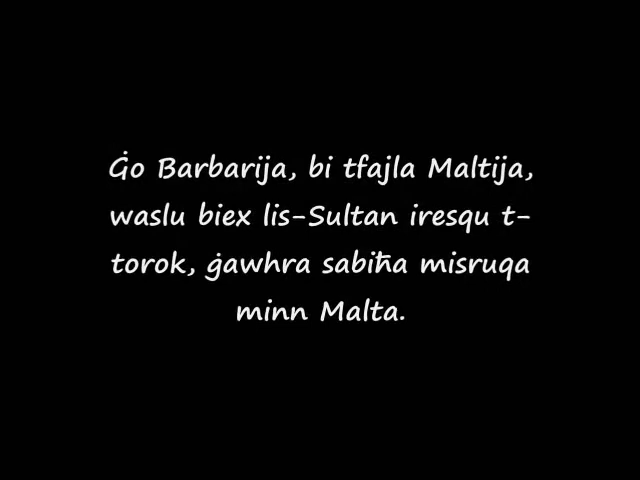 Ġo Barbarija, bi tfajla Maltija,
waslu biex lis-Sultan iresqu t-
torok, ġawhra sabiħa misruqa
minn Malta.